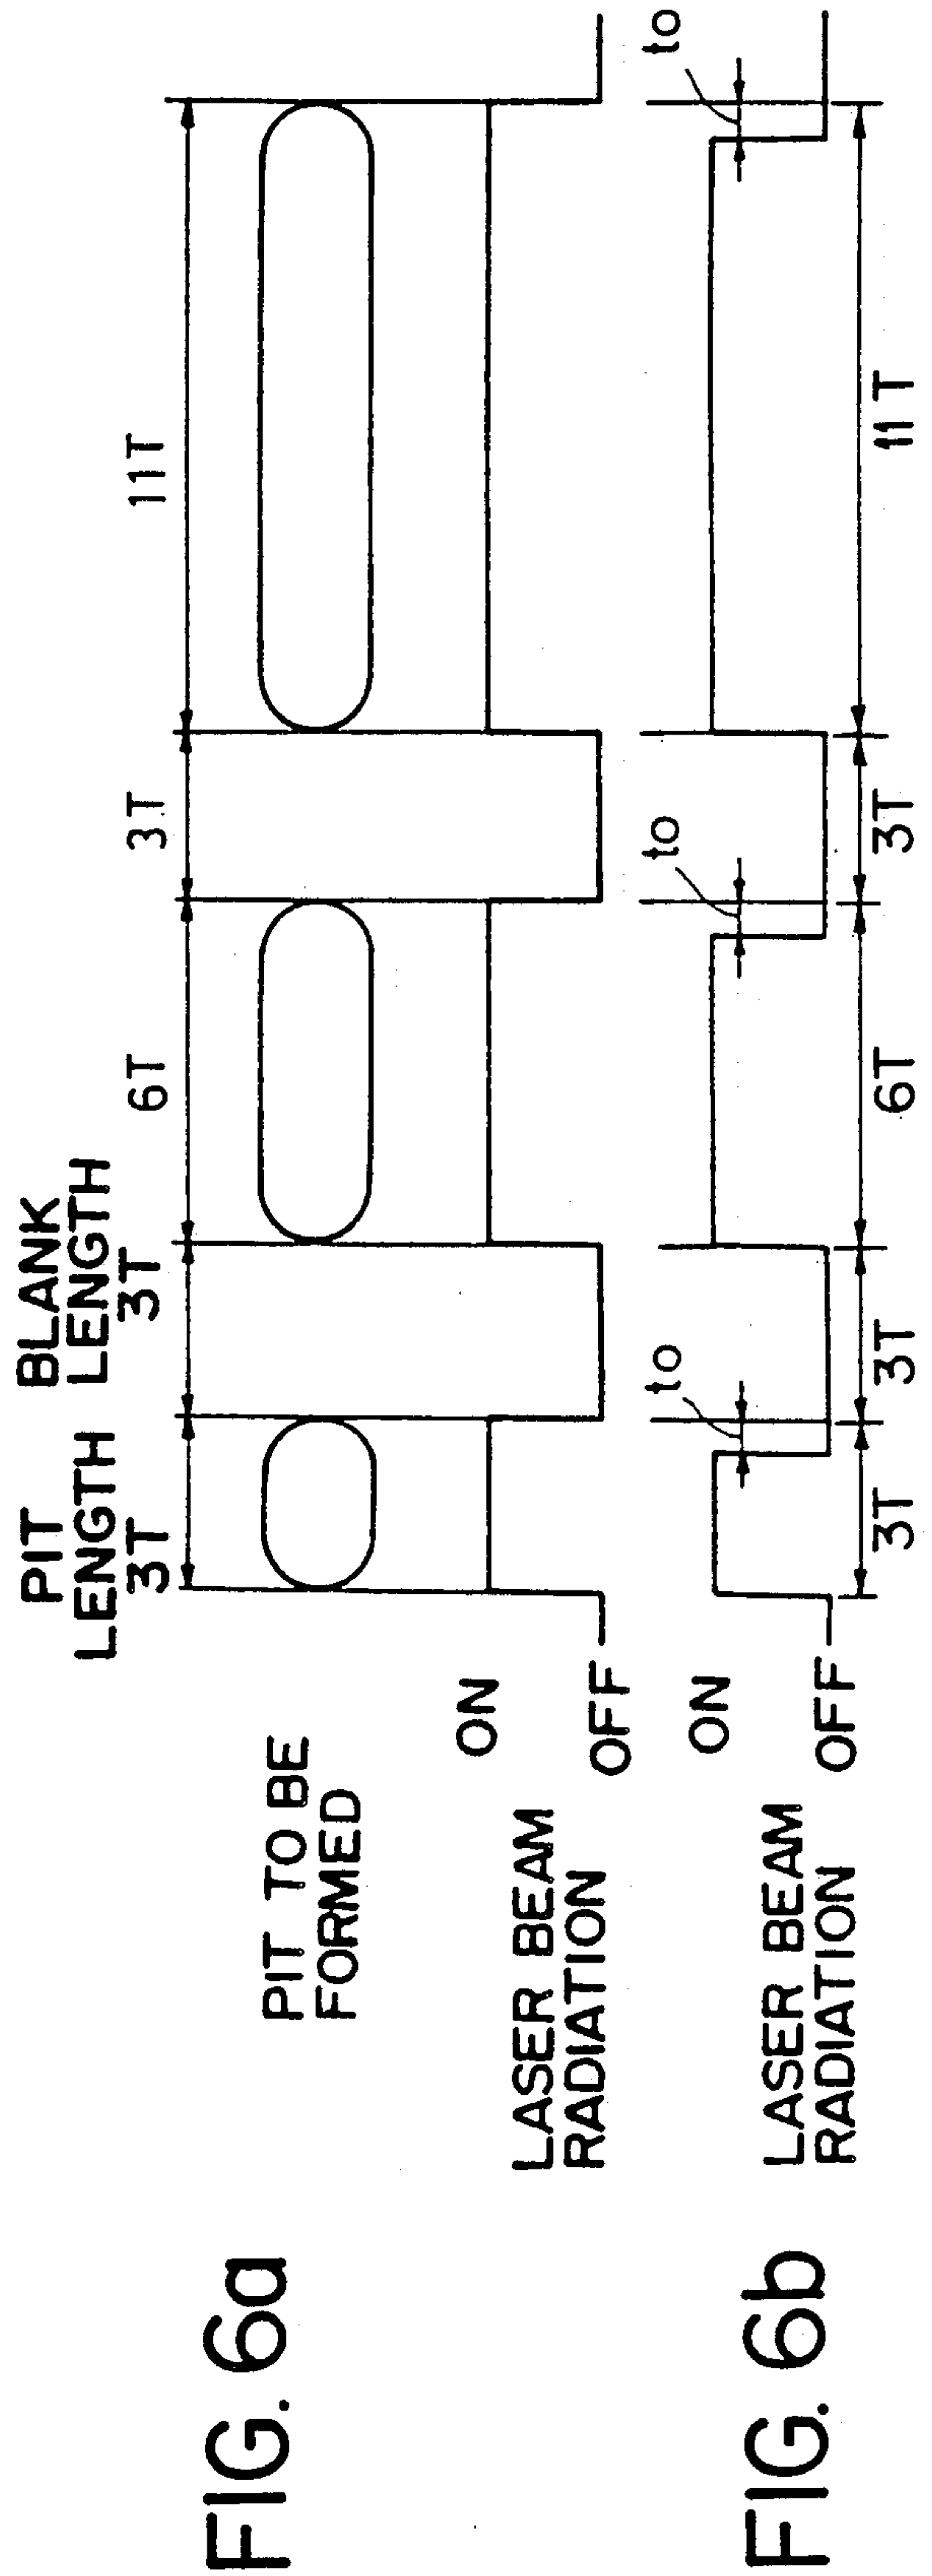 FIG. 6a
PIT
LENGTH
3T
BLANK
LENGTH
3T
6T
3T
11T
PIT TO BE
FORMED
ON
OFF
LASER BEAM
RADIATION
FIG. 6b
to
to
to
ON
OFF
LASER BEAM
RADIATION
3T
3T
6T
3T
11T